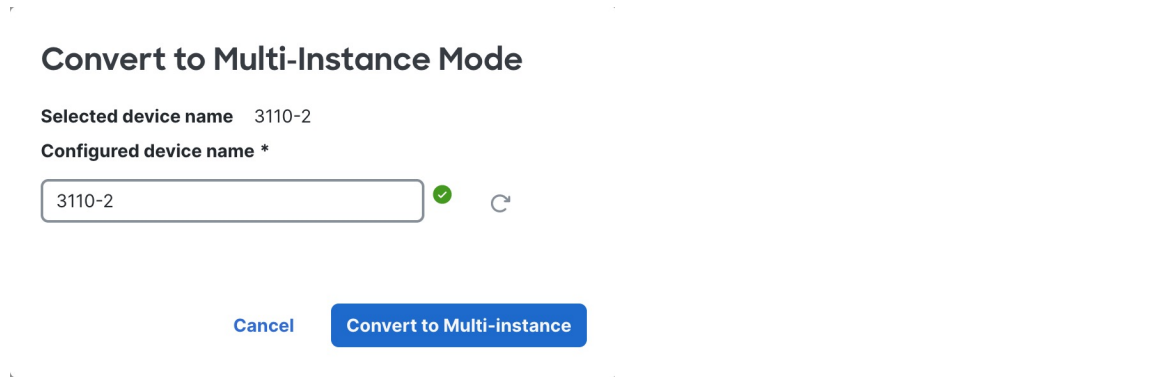 Convert to Multi-Instance Mode
Selected device name 3110-2
Configured device name *
3110-2
Cancel Convert to Multi-instance